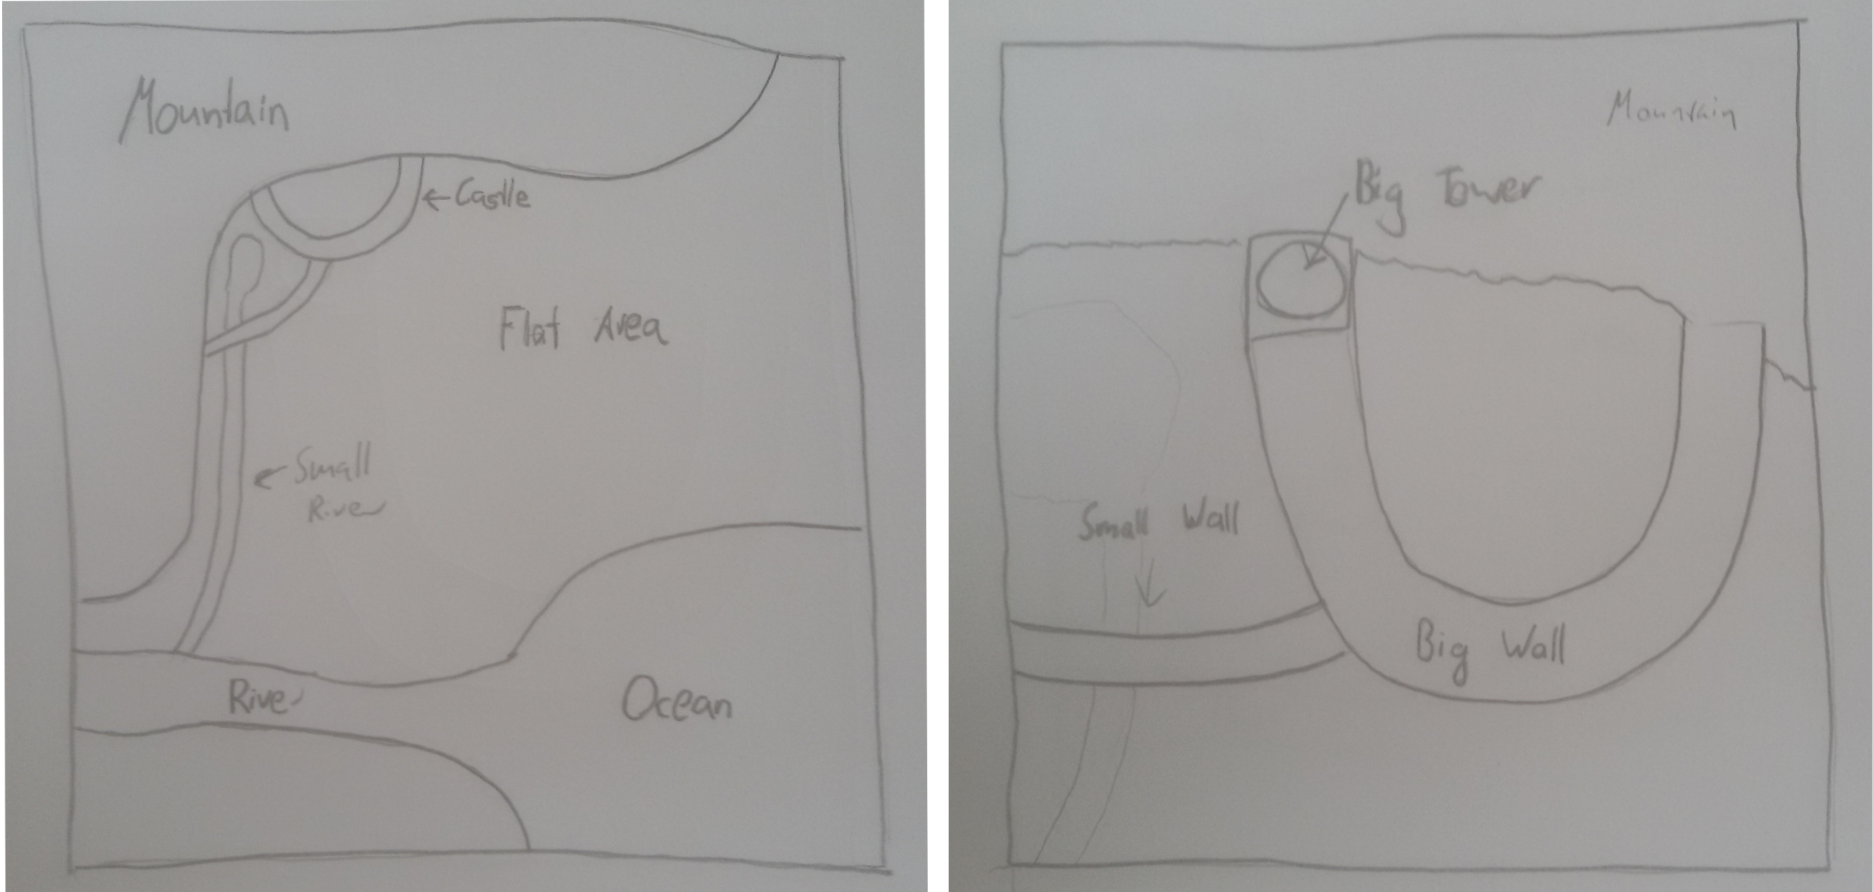 Mountain
← Castle
Flat Area
← Small
River
River
Ocean
Mountain
Big Tower
Small Wall
Big Wall